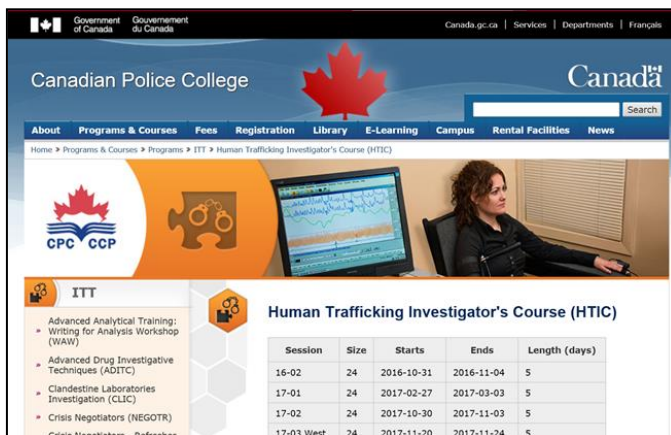 Government of Canada
Gouvernement du Canada
Canada.gc.ca | Services | Departments | Français
Canadian Police College
Canada
Search
About Programs & Courses Fees Registration Library E-Learning Campus Rental Facilities News
Home > Programs & Courses > Programs > ITT > Human Trafficking Investigator's Course (HTIC)
CPC CCP
ITT
Advanced Analytical Training:
Writing for Analysis Workshop
(WAW)
Advanced Drug Investigative
Techniques (ADITC)
Clandestine Laboratories
Investigation (CLIC)
Crisis Negotiators (NEGOTR)
Crisis Negotiators - Refresher
Human Trafficking Investigator's Course (HTIC)
Session Size Starts Ends Length (days)
16-02 24 2016-10-31 2016-11-04 5
17-01 24 2017-02-27 2017-03-03 5
17-02 24 2017-10-30 2017-11-03 5
17-03 West 24 2017-11-20 2017-11-24 5